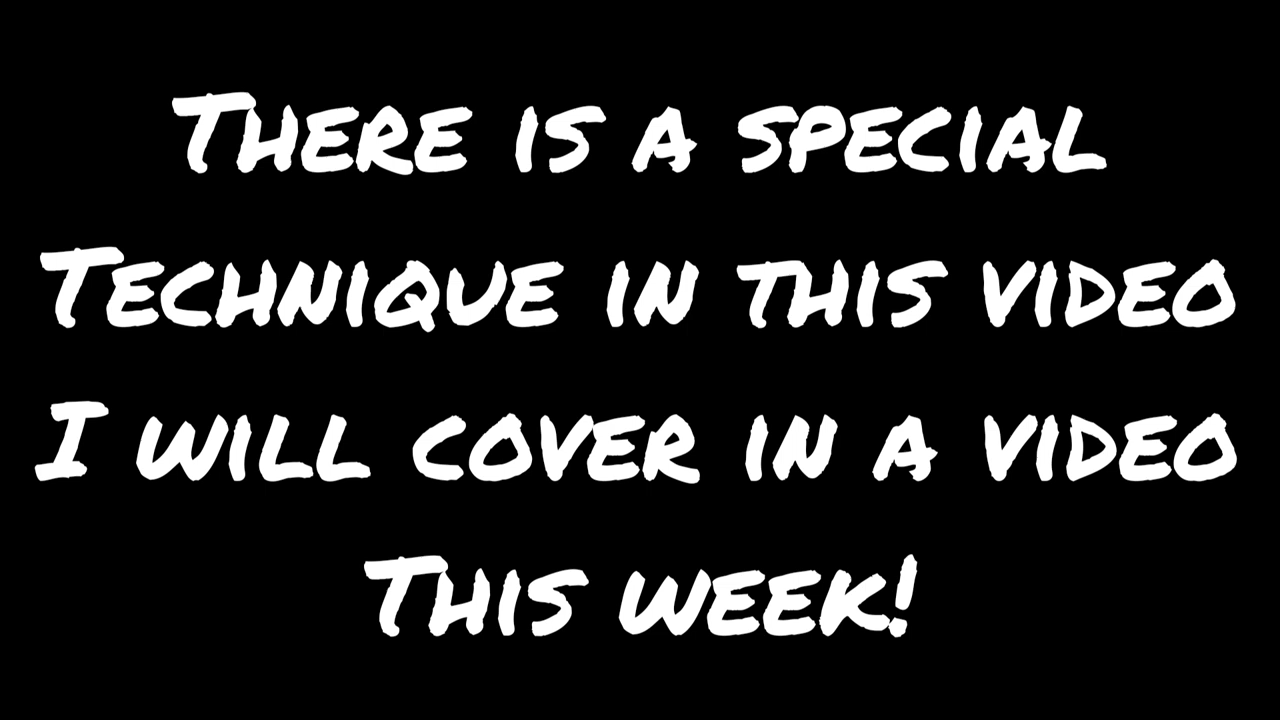 There is a special
Technique in this video
I will cover in a video
This week!